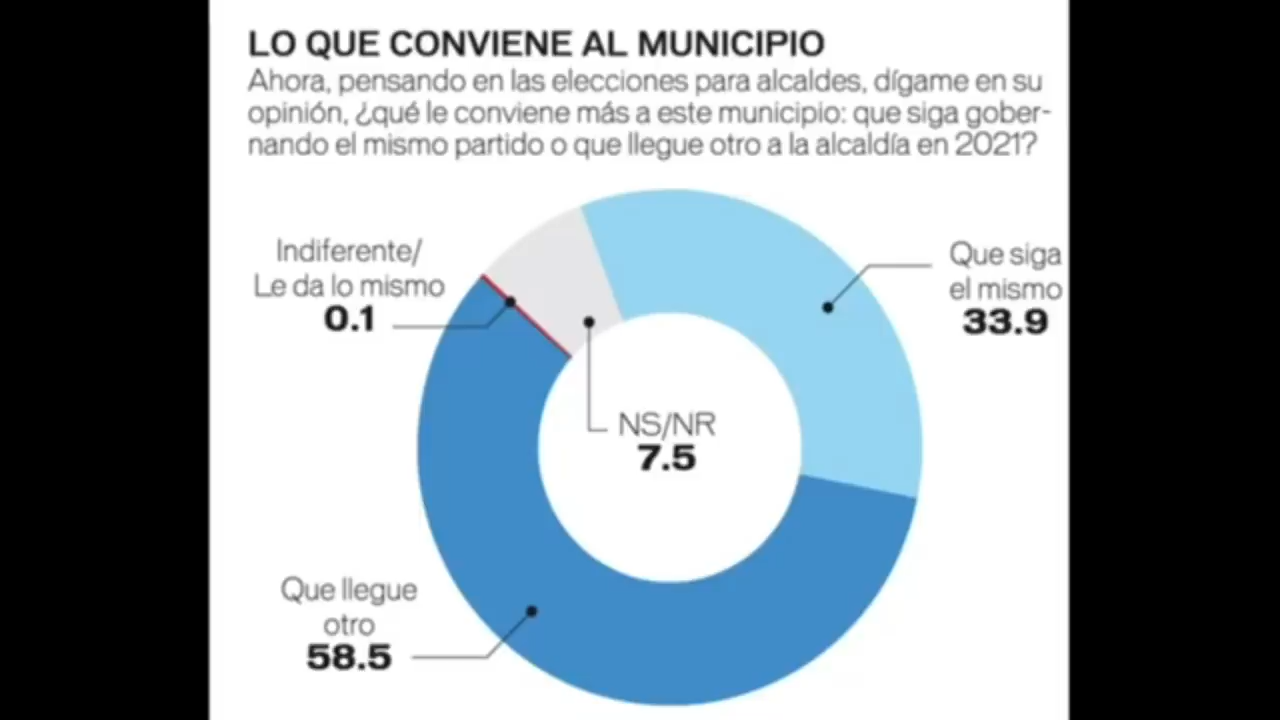 LO QUE CONVIENE AL MUNICIPIO
Ahora, pensando en las elecciones para alcaldes, dígame en su
opinión, ¿qué le conviene más a este municipio: que siga gober-
nando el mismo partido o que llegue otro a la alcaldía en 2021?
Indiferente/
Le da lo mismo
0.1
Que siga
el mismo
33.9
NS/NR
7.5
Que llegue
otro
58.5